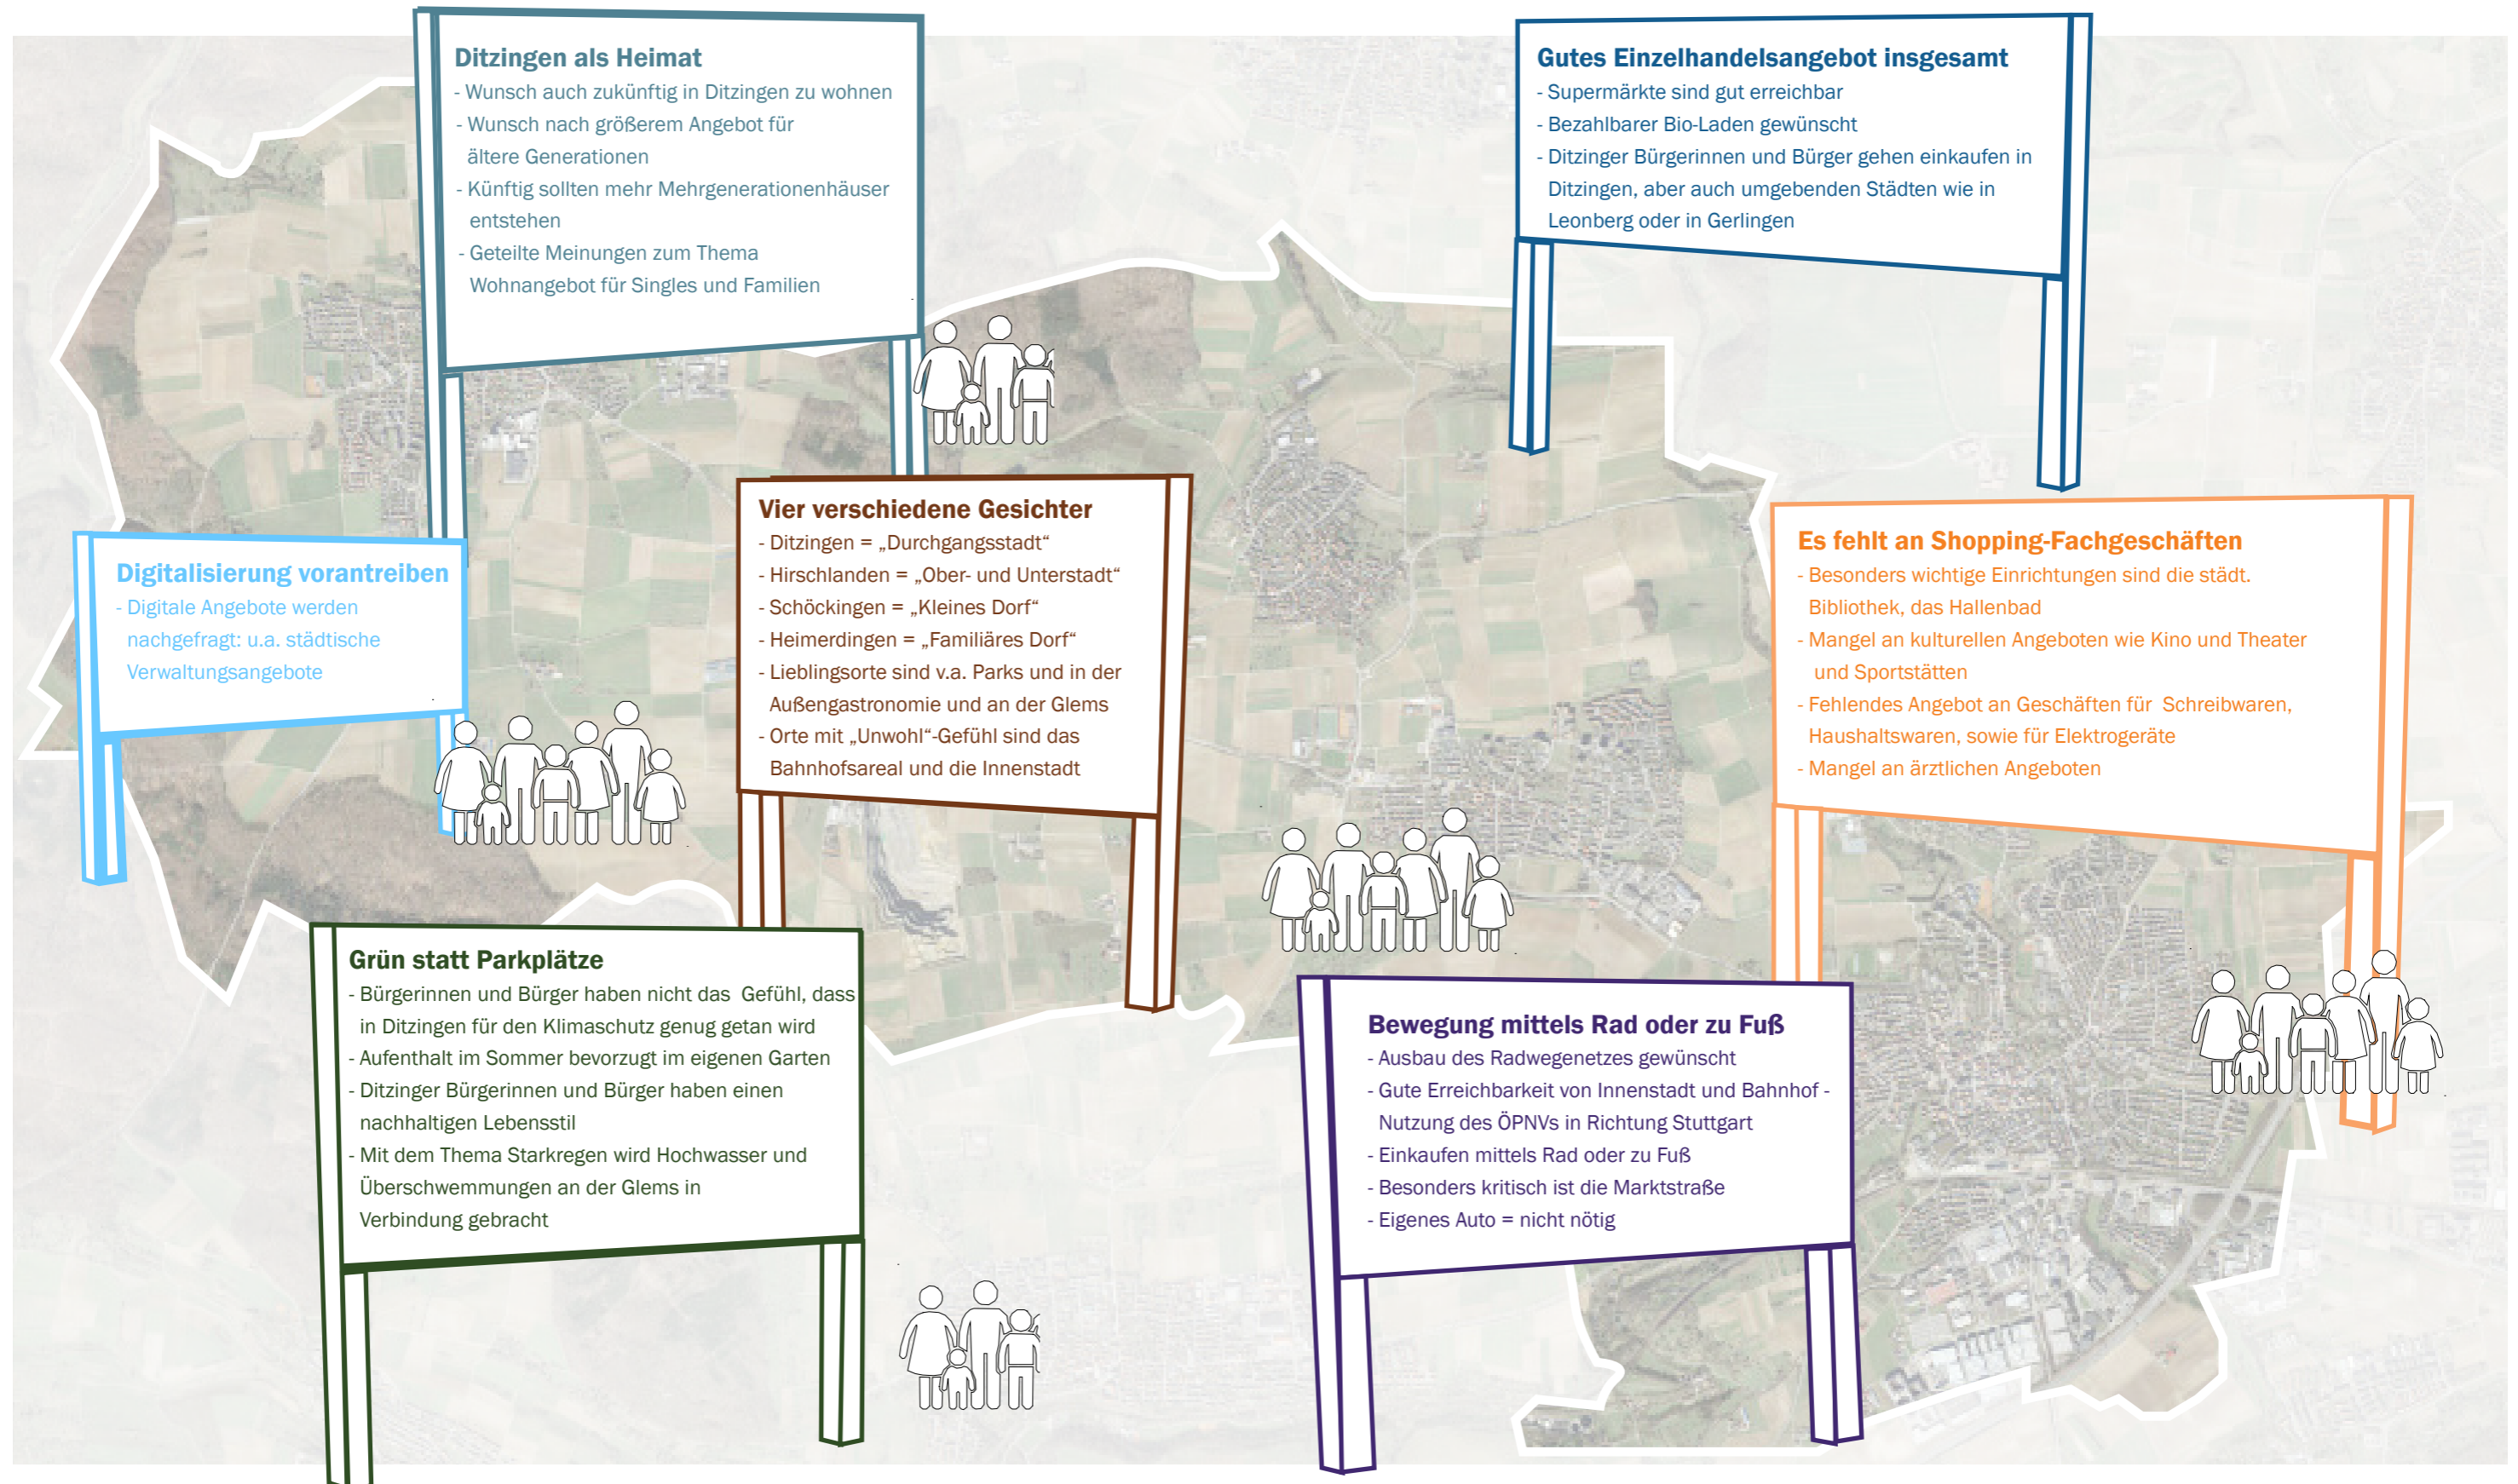 Ditzingen als Heimat
- Wunsch auch zukünftig in Ditzingen zu wohnen
- Wunsch nach größerem Angebot für
ältere Generationen
- Künftig sollten mehr Mehrgenerationenhäuser
entstehen
- Geteilte Meinungen zum Thema
Wohnangebot für Singles und Familien
Gutes Einzelhandelsangebot insgesamt
- Supermärkte sind gut erreichbar
- Bezahlbarer Bio-Laden gewünscht
- Ditzinger Bürgerinnen und Bürger gehen einkaufen in
Ditzingen, aber auch umgebenden Städten wie in
Leonberg oder in Gerlingen
Digitalisierung vorantreiben
- Digitale Angebote werden
nachgefragt: u.a. städtische
Verwaltungsangebote
Vier verschiedene Gesichter
- Ditzingen = „Durchgangsstadt“
- Hirschlanden = „Ober- und Unterstadt“
- Schöckingen = „Kleines Dorf“
- Heimerdingen = „Familiäres Dorf“
- Lieblingsorte sind v.a. Parks und in der
Außengastronomie und an der Glems
- Orte mit „Unwohl“-Gefühl sind das
Bahnhofsareal und die Innenstadt
Es fehlt an Shopping-Fachgeschäften
- Besonders wichtige Einrichtungen sind die städt.
Bibliothek, das Hallenbad
- Mangel an kulturellen Angeboten wie Kino und Theater
und Sportstätten
- Fehlendes Angebot an Geschäften für Schreibwaren,
Haushaltswaren, sowie für Elektrogeräte
- Mangel an ärztlichen Angeboten
Grün statt Parkplätze
- Bürgerinnen und Bürger haben nicht das Gefühl, dass
in Ditzingen für den Klimaschutz genug getan wird
- Aufenthalt im Sommer bevorzugt im eigenen Garten
- Ditzinger Bürgerinnen und Bürger haben einen
nachhaltigen Lebensstil
- Mit dem Thema Starkregen wird Hochwasser und
Überschwemmungen an der Glems in
Verbindung gebracht
Bewegung mittels Rad oder zu Fuß
- Ausbau des Radwegenetzes gewünscht
- Gute Erreichbarkeit von Innenstadt und Bahnhof -
Nutzung des ÖPNVs in Richtung Stuttgart
- Einkaufen mittels Rad oder zu Fuß
- Besonders kritisch ist die Marktstraße
- Eigenes Auto = nicht nötig